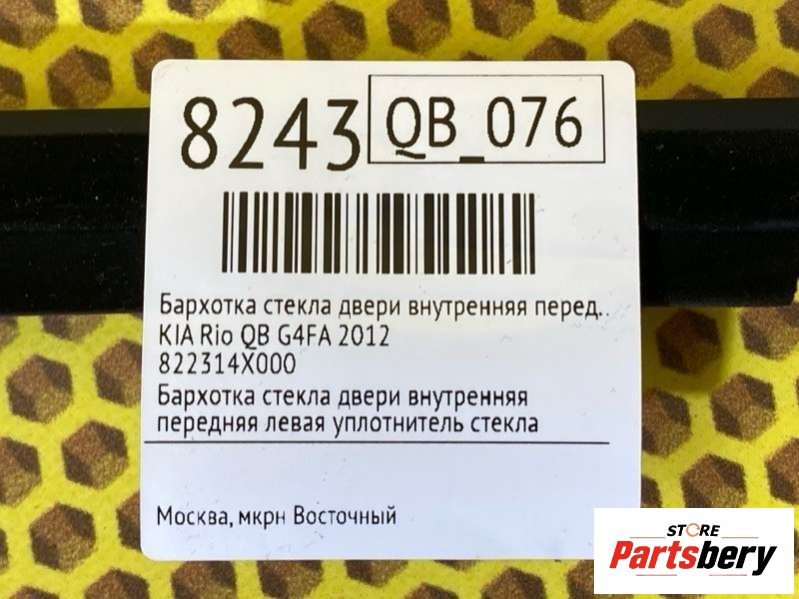 8243 QB_076
Бархотка стекла двери внутренняя перед..
KIA Rio QB G4FA 2012
822314X000
Бархотка стекла двери внутренняя
передняя левая уплотнитель стекла
Москва, мкрн Восточный
STORE
Partsbery